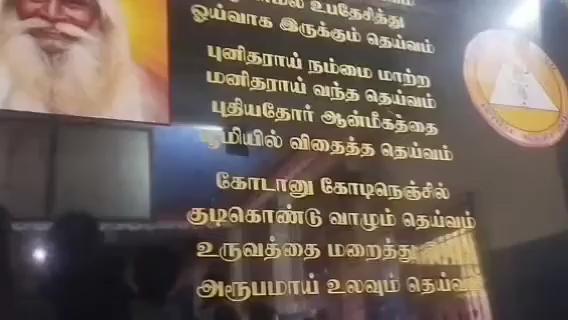 உபதேசித்து
ஓய்வாக இருக்கும் தெய்வம்
புனிதராய் நம்மை மாற்ற
மனிதராய் வந்த தெய்வம்
புதியதோர் ஆன்மீகத்தை
பூமியில் விதைத்த தெய்வம்
கோடானு கோடிநெஞ்சில்
குடிகொண்டு வாழும் தெய்வம்
உருவத்தை மறைத்து
அரூபமாய் உலவும் தெய்வம்